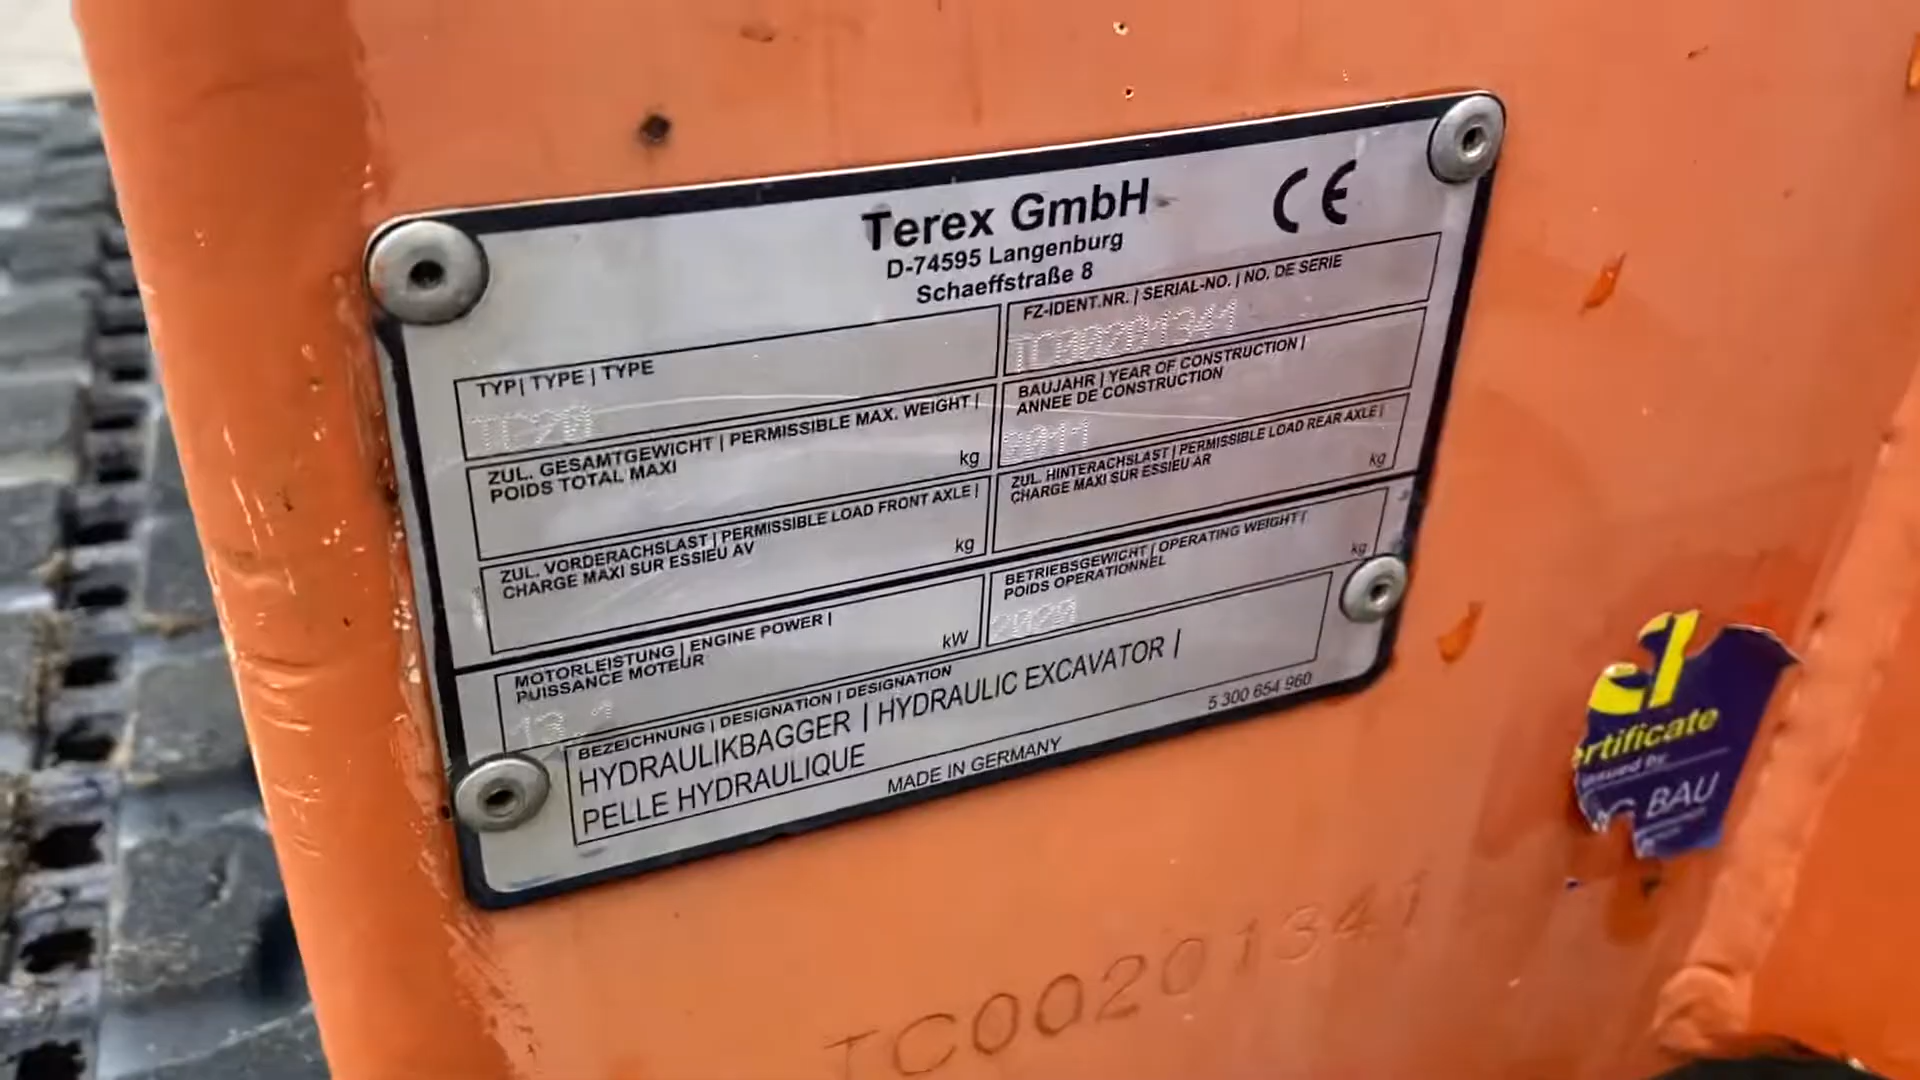 Terex GmbH
D-74595 Langenburg
Schaeffstraße 8
CE
TYP| TYPE | TYPE
TC20
FZ-IDENT.NR. | SERIAL-NO. | NO. DE SERIE
TC00201341
ZUL. GESAMTGEWICHT | PERMISSIBLE MAX. WEIGHT |
POIDS TOTAL MAXI
kg
BAUJAHR | YEAR OF CONSTRUCTION |
ANNEE DE CONSTRUCTION
2011
ZUL. VORDERACHSLAST | PERMISSIBLE LOAD FRONT AXLE |
CHARGE MAXI SUR ESSIEU AV
kg
ZUL. HINTERACHSLAST | PERMISSIBLE LOAD REAR AXLE |
CHARGE MAXI SUR ESSIEU AR
kg
MOTORLEISTUNG | ENGINE POWER |
PUISSANCE MOTEUR
kW
BETRIEBSGEWICHT | OPERATING WEIGHT |
POIDS OPERATIONNEL
kg
2020
BEZEICHNUNG | DESIGNATION | DESIGNATION
HYDRAULIKBAGGER | HYDRAULIC EXCAVATOR |
PELLE HYDRAULIQUE
MADE IN GERMANY
5 300 654 960
ertificate
issued by
BAU
TC00201341